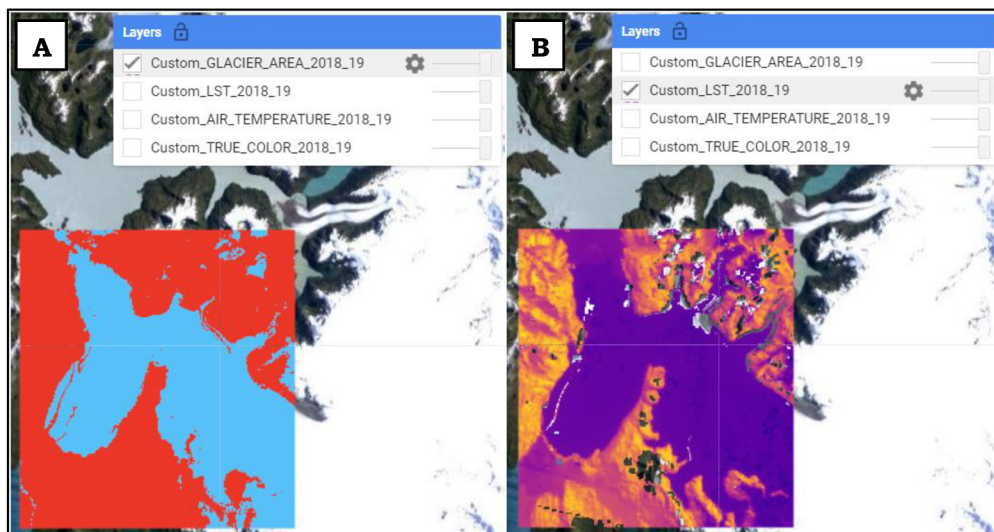 A
Layers
Custom_GLACIER_AREA_2018_19
Custom_LST_2018_19
Custom_AIR_TEMPERATURE_2018_19
Custom_TRUE_COLOR_2018_19
B
Layers
Custom_GLACIER_AREA_2018_19
Custom_LST_2018_19
Custom_AIR_TEMPERATURE_2018_19
Custom_TRUE_COLOR_2018_19